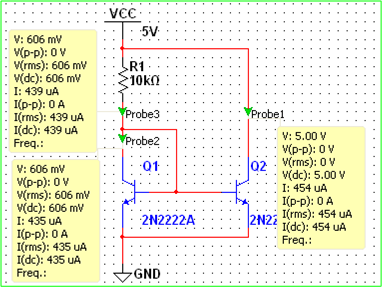 VCC
5V
R1
10kΩ
V: 606 mV
V(p-p): 0 V
V(rms): 606 mV
V(dc): 606 mV
I: 439 uA
I(p-p): 0 A
I(rms): 439 uA
I(dc): 439 uA
Freq.:
Probe3
Probe1
Probe2
V: 5.00 V
V(p-p): 0 V
V(rms): 0 V
V(dc): 5.00 V
I: 454 uA
I(p-p): 0 A
I(rms): 454 uA
I(dc): 454 uA
Freq.:
Q1
Q2
V: 606 mV
V(p-p): 0 V
V(rms): 606 mV
V(dc): 606 mV
I: 435 uA
I(p-p): 0 A
I(rms): 435 uA
I(dc): 435 uA
Freq.:
2N2222A
2N22
GND